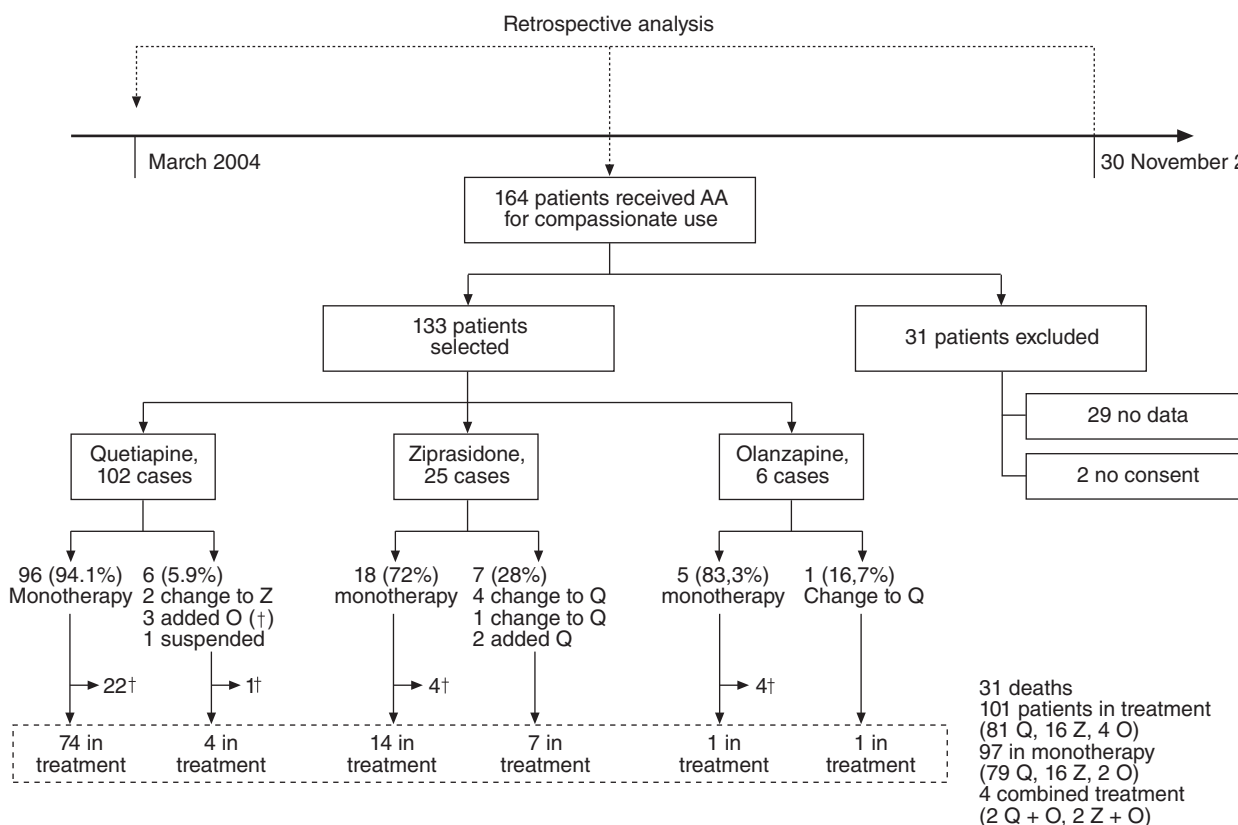 Retrospective analysis
March 2004
30 November 2
164 patients received AA
for compassionate use
133 patients
selected
31 patients excluded
29 no data
2 no consent
Quetiapine,
102 cases
Ziprasidone,
25 cases
Olanzapine,
6 cases
96 (94.1%)
Monotherapy
6 (5.9%)
2 change to Z
3 added O (†)
1 suspended
18 (72%)
monotherapy
7 (28%)
4 change to Q
1 change to Q
2 added Q
5 (83,3%)
monotherapy
1 (16,7%)
Change to Q
22†
1†
4†
4†
74 in
treatment
4 in
treatment
14 in
treatment
7 in
treatment
1 in
treatment
1 in
treatment
31 deaths
101 patients in treatment
(81 Q, 16 Z, 4 O)
97 in monotherapy
(79 Q, 16 Z, 2 O)
4 combined treatment
(2 Q + O, 2 Z + O)